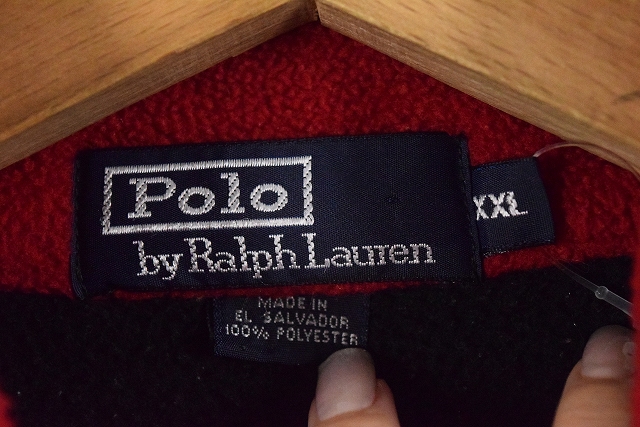 Polo
by Ralph Lauren
XXL
MADE IN
EL SALVADOR
100% POLYESTER